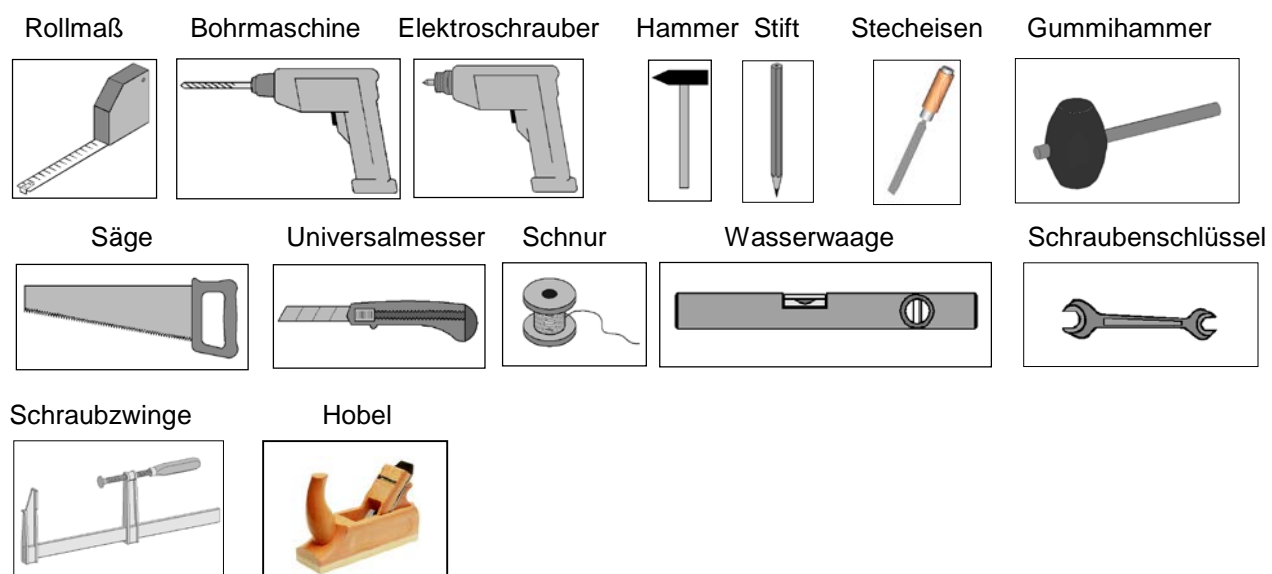 Rollmaß Bohrmaschine Elektroschrauber Hammer Stift Stecheisen Gummihammer
Säge Universalmesser Schnur Wasserwaage Schraubenschlüssel
Schraubzwinge Hobel